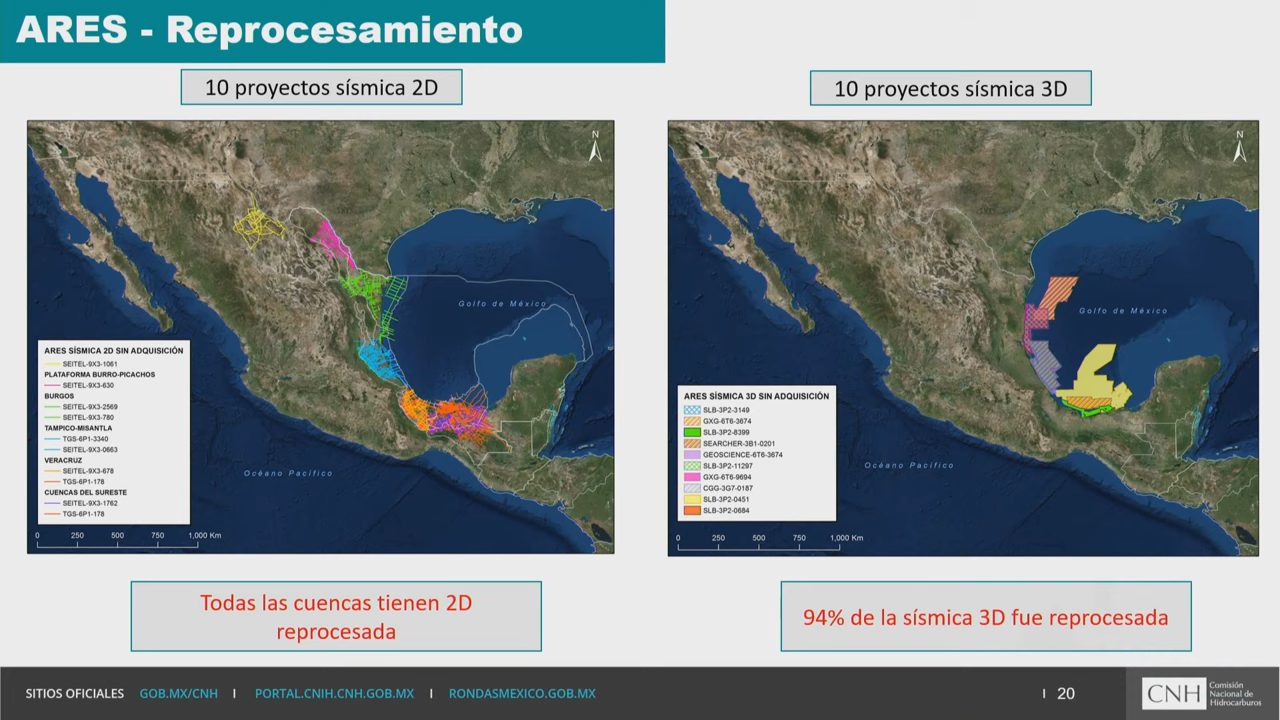 ARES - Reprocesamiento
10 proyectos sísmica 2D
N
Golfo de México
Océano Pacífico
ARES SÍSMICA 2D SIN ADQUISICIÓN
SEITEL-9X3-1061
PLATAFORMA BURRO-PICACHOS
SEITEL-9X3-630
BURGOS
SEITEL-9X3-2569
SEITEL-9X3-780
TAMPICO-MISANTLA
TGS-6P1-3340
SEITEL-9X3-0663
VERACRUZ
SEITEL-9X3-678
TGS-6P1-178
CUENCAS DEL SURESTE
SEITEL-9X3-1762
TGS-6P1-178
0 250 500 750 1,000 Km
Todas las cuencas tienen 2D
reprocesada
10 proyectos sísmica 3D
N
Golfo de México
Océano Pacífico
ARES SÍSMICA 3D SIN ADQUISICIÓN
SLB-3P2-3149
GXG-6T6-3674
SLB-3P2-8399
SEARCHER-3B1-0201
GEOSCIENCE-6T6-3674
SLB-3P2-11297
GXG-6T6-9694
CGG-3G7-0187
SLB-3P2-0451
SLB-3P2-0684
0 250 500 750 1,000 Km
94% de la sísmica 3D fue reprocesada
SITIOS OFICIALES GOB.MX/CNH I PORTAL.CNIH.CNH.GOB.MX I RONDASMEXICO.GOB.MX
I 20
CNH
Comisión
Nacional de
Hidrocarburos